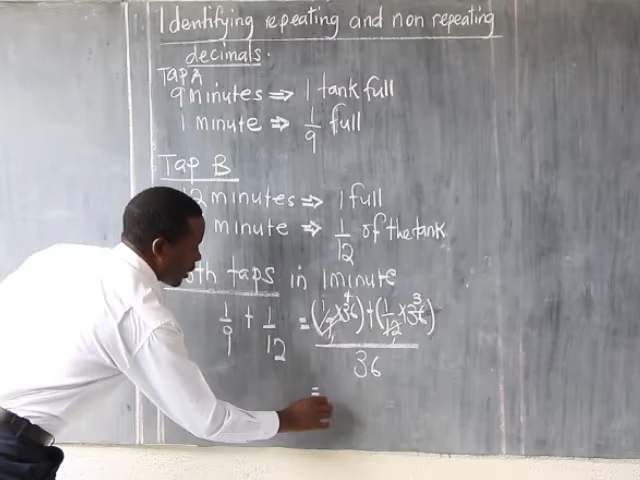 Identifying repeating and non repeating
decimals.
TAP A
9 minutes ⇒ 1 tank full
1 minute ⇒ 1/9 full
Tap B
12 minutes ⇒ 1 full
minute ⇒ 1/12 of the tank
taps in 1 minute
1/9 + 1/12 = (1/9 × 36) + (1/12 × 36)
36
=